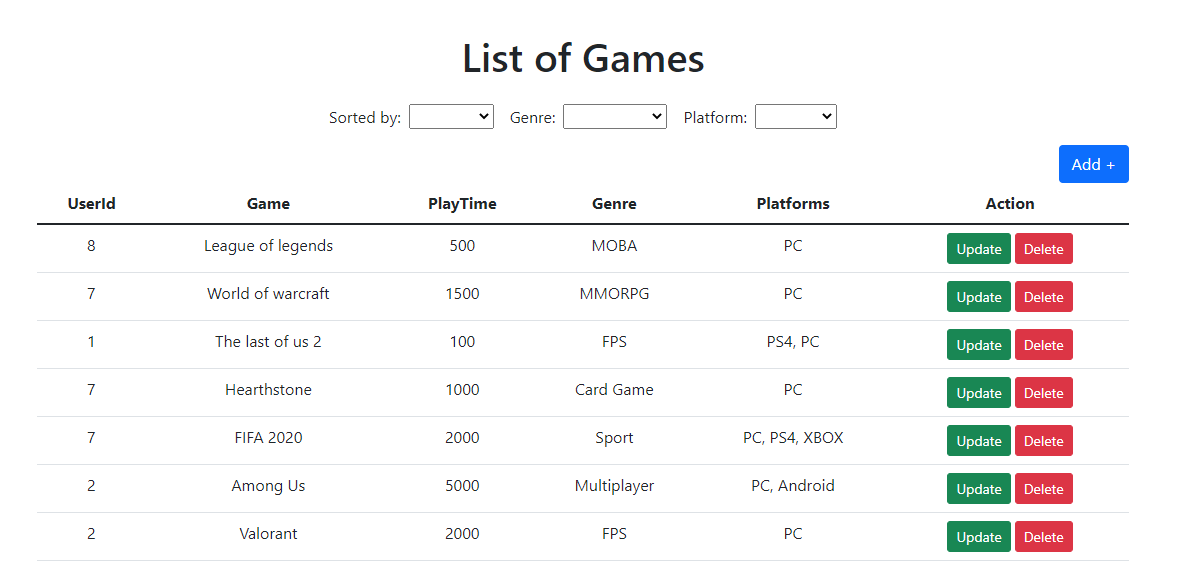 List of Games
Sorted by: Genre: Platform:
Add +
UserId Game PlayTime Genre Platforms Action
8 League of legends 500 MOBA PC Update Delete
7 World of warcraft 1500 MMORPG PC Update Delete
1 The last of us 2 100 FPS PS4, PC Update Delete
7 Hearthstone 1000 Card Game PC Update Delete
7 FIFA 2020 2000 Sport PC, PS4, XBOX Update Delete
2 Among Us 5000 Multiplayer PC, Android Update Delete
2 Valorant 2000 FPS PC Update Delete